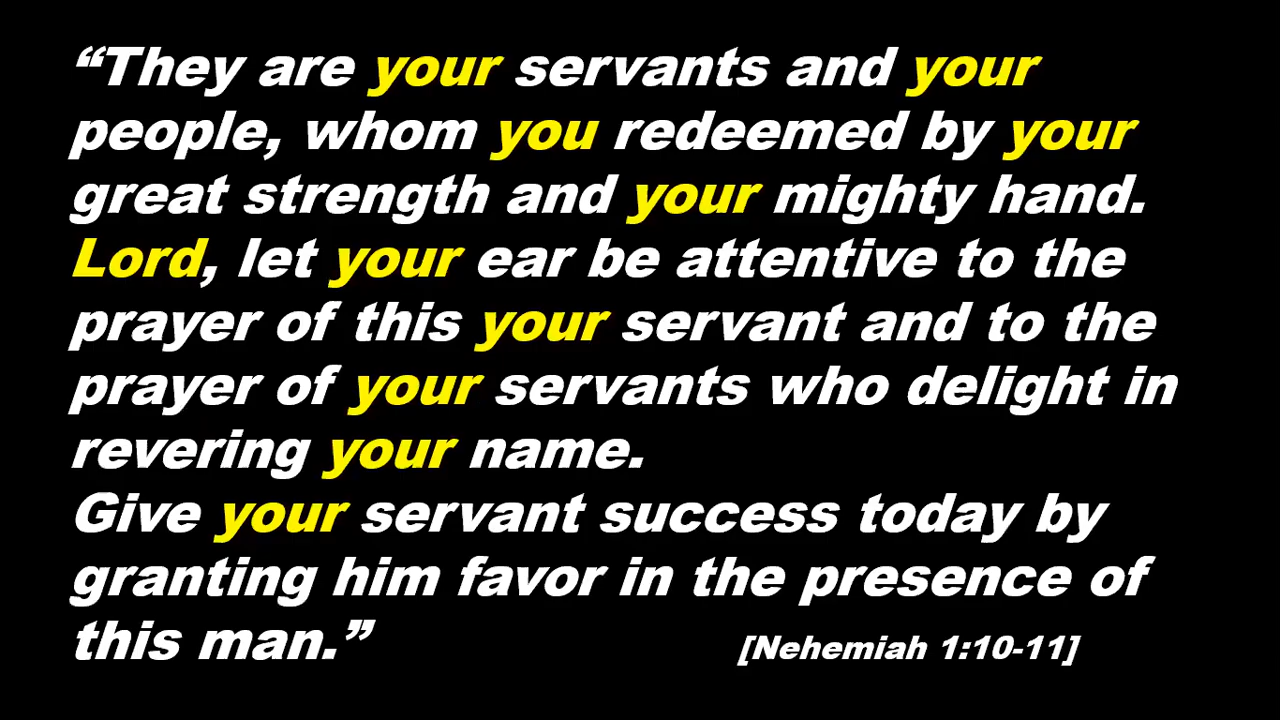 “They are your servants and your
people, whom you redeemed by your
great strength and your mighty hand.
Lord, let your ear be attentive to the
prayer of this your servant and to the
prayer of your servants who delight in
revering your name.
Give your servant success today by
granting him favor in the presence of
this man.” [Nehemiah 1:10-11]